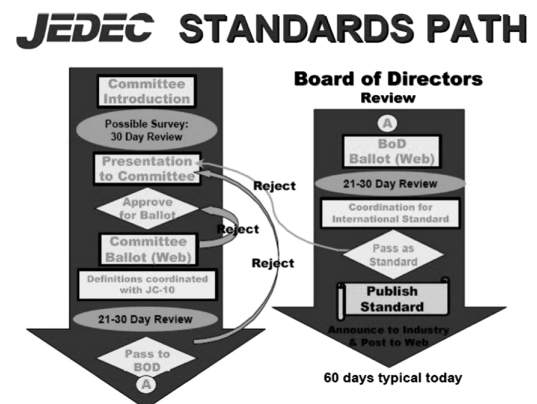 JEDEC STANDARDS PATH
Committee
Introduction
Possible Survey:
30 Day Review
Presentation
to Committee
Approve
for Ballot
Reject
Committee
Ballot (Web)
Reject
Definitions coordinated
with JC-10
21-30 Day Review
Pass to
BOD
A
Board of Directors
Review
A
BoD
Ballot (Web)
21-30 Day Review
Reject
Coordination for
International Standard
Pass as
Standard
Publish
Standard
Announce to Industry
& Post to Web
60 days typical today